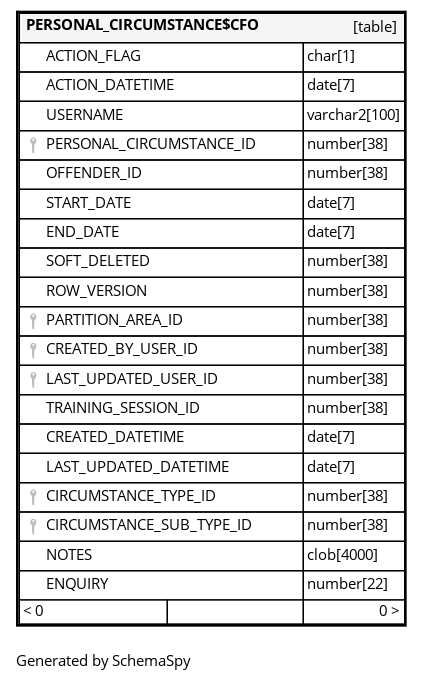 PERSONAL_CIRCUMSTANCE$CFO [table]
ACTION_FLAG char[1]
ACTION_DATETIME date[7]
USERNAME varchar2[100]
PERSONAL_CIRCUMSTANCE_ID number[38]
OFFENDER_ID number[38]
START_DATE date[7]
END_DATE date[7]
SOFT_DELETED number[38]
ROW_VERSION number[38]
PARTITION_AREA_ID number[38]
CREATED_BY_USER_ID number[38]
LAST_UPDATED_USER_ID number[38]
TRAINING_SESSION_ID number[38]
CREATED_DATETIME date[7]
LAST_UPDATED_DATETIME date[7]
CIRCUMSTANCE_TYPE_ID number[38]
CIRCUMSTANCE_SUB_TYPE_ID number[38]
NOTES clob[4000]
ENQUIRY number[22]
< 0 0 >
Generated by SchemaSpy